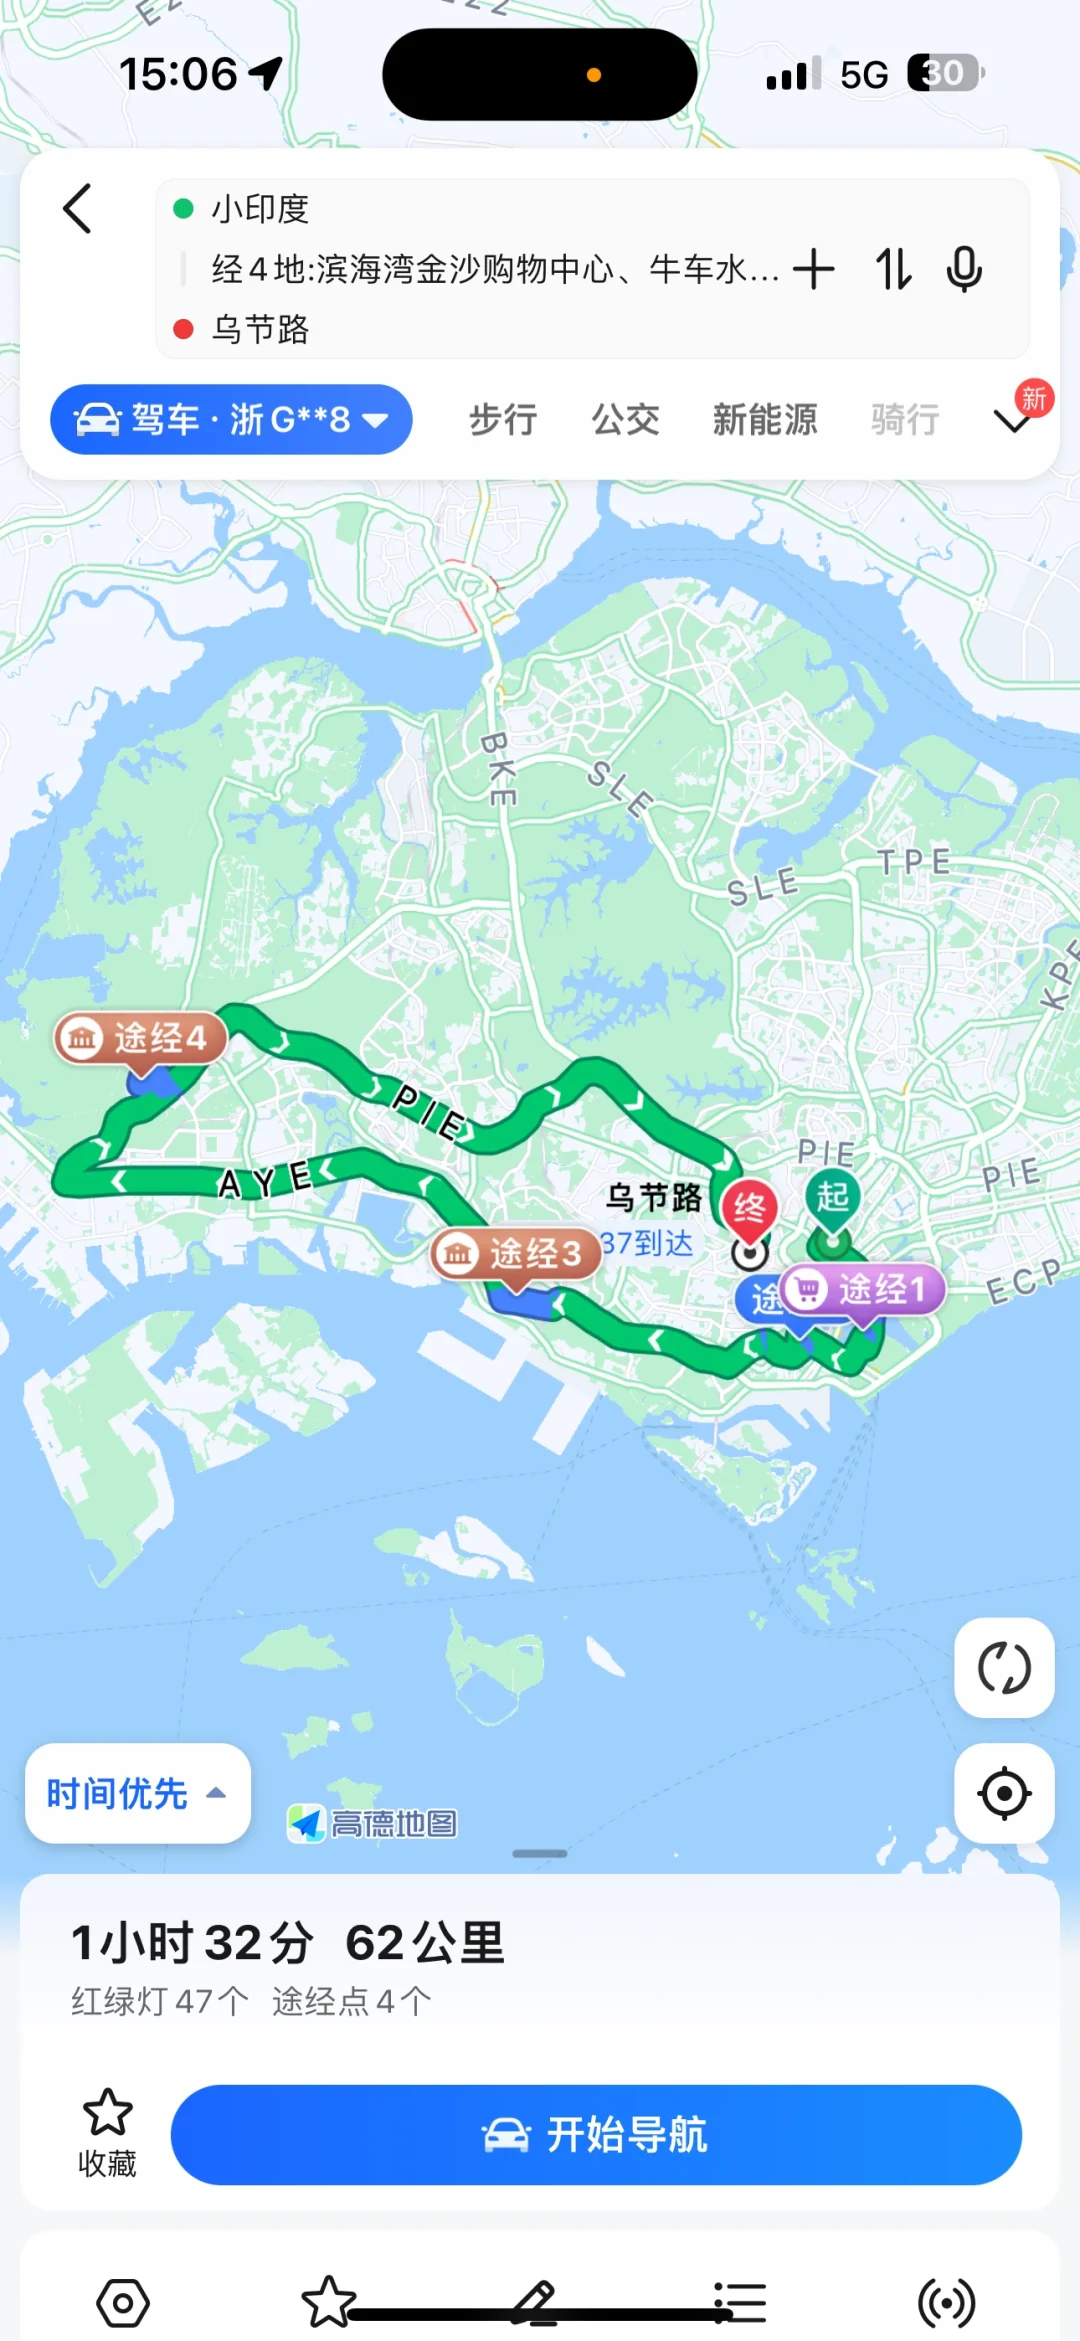 15:06
5G
30
小印度
经4地:滨海湾金沙购物中心、牛车水...
乌节路
驾车·浙G**8
步行
公交
新能源
骑行
新
BKE
SLE
SLE
TPE
KPE
途经4
PIE
PIE
PIE
AYE
乌节路
终
起
37到达
途经3
途
途经1
ECP
时间优先
高德地图
1小时32分 62公里
红绿灯47个 途经点4个
收藏
开始导航